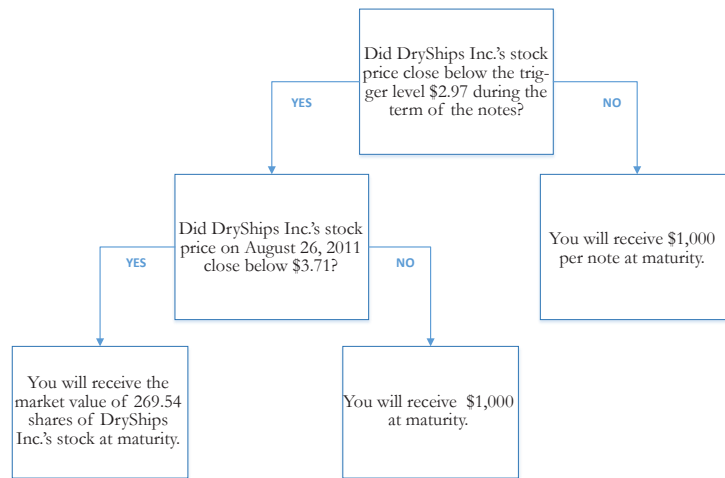 Did DryShips Inc.'s stock
price close below the trig-
ger level $2.97 during the
term of the notes?
YES
NO
Did DryShips Inc.'s stock
price on August 26, 2011
close below $3.71?
You will receive $1,000
per note at maturity.
YES
NO
You will receive the
market value of 269.54
shares of DryShips
Inc.'s stock at maturity.
You will receive $1,000
at maturity.